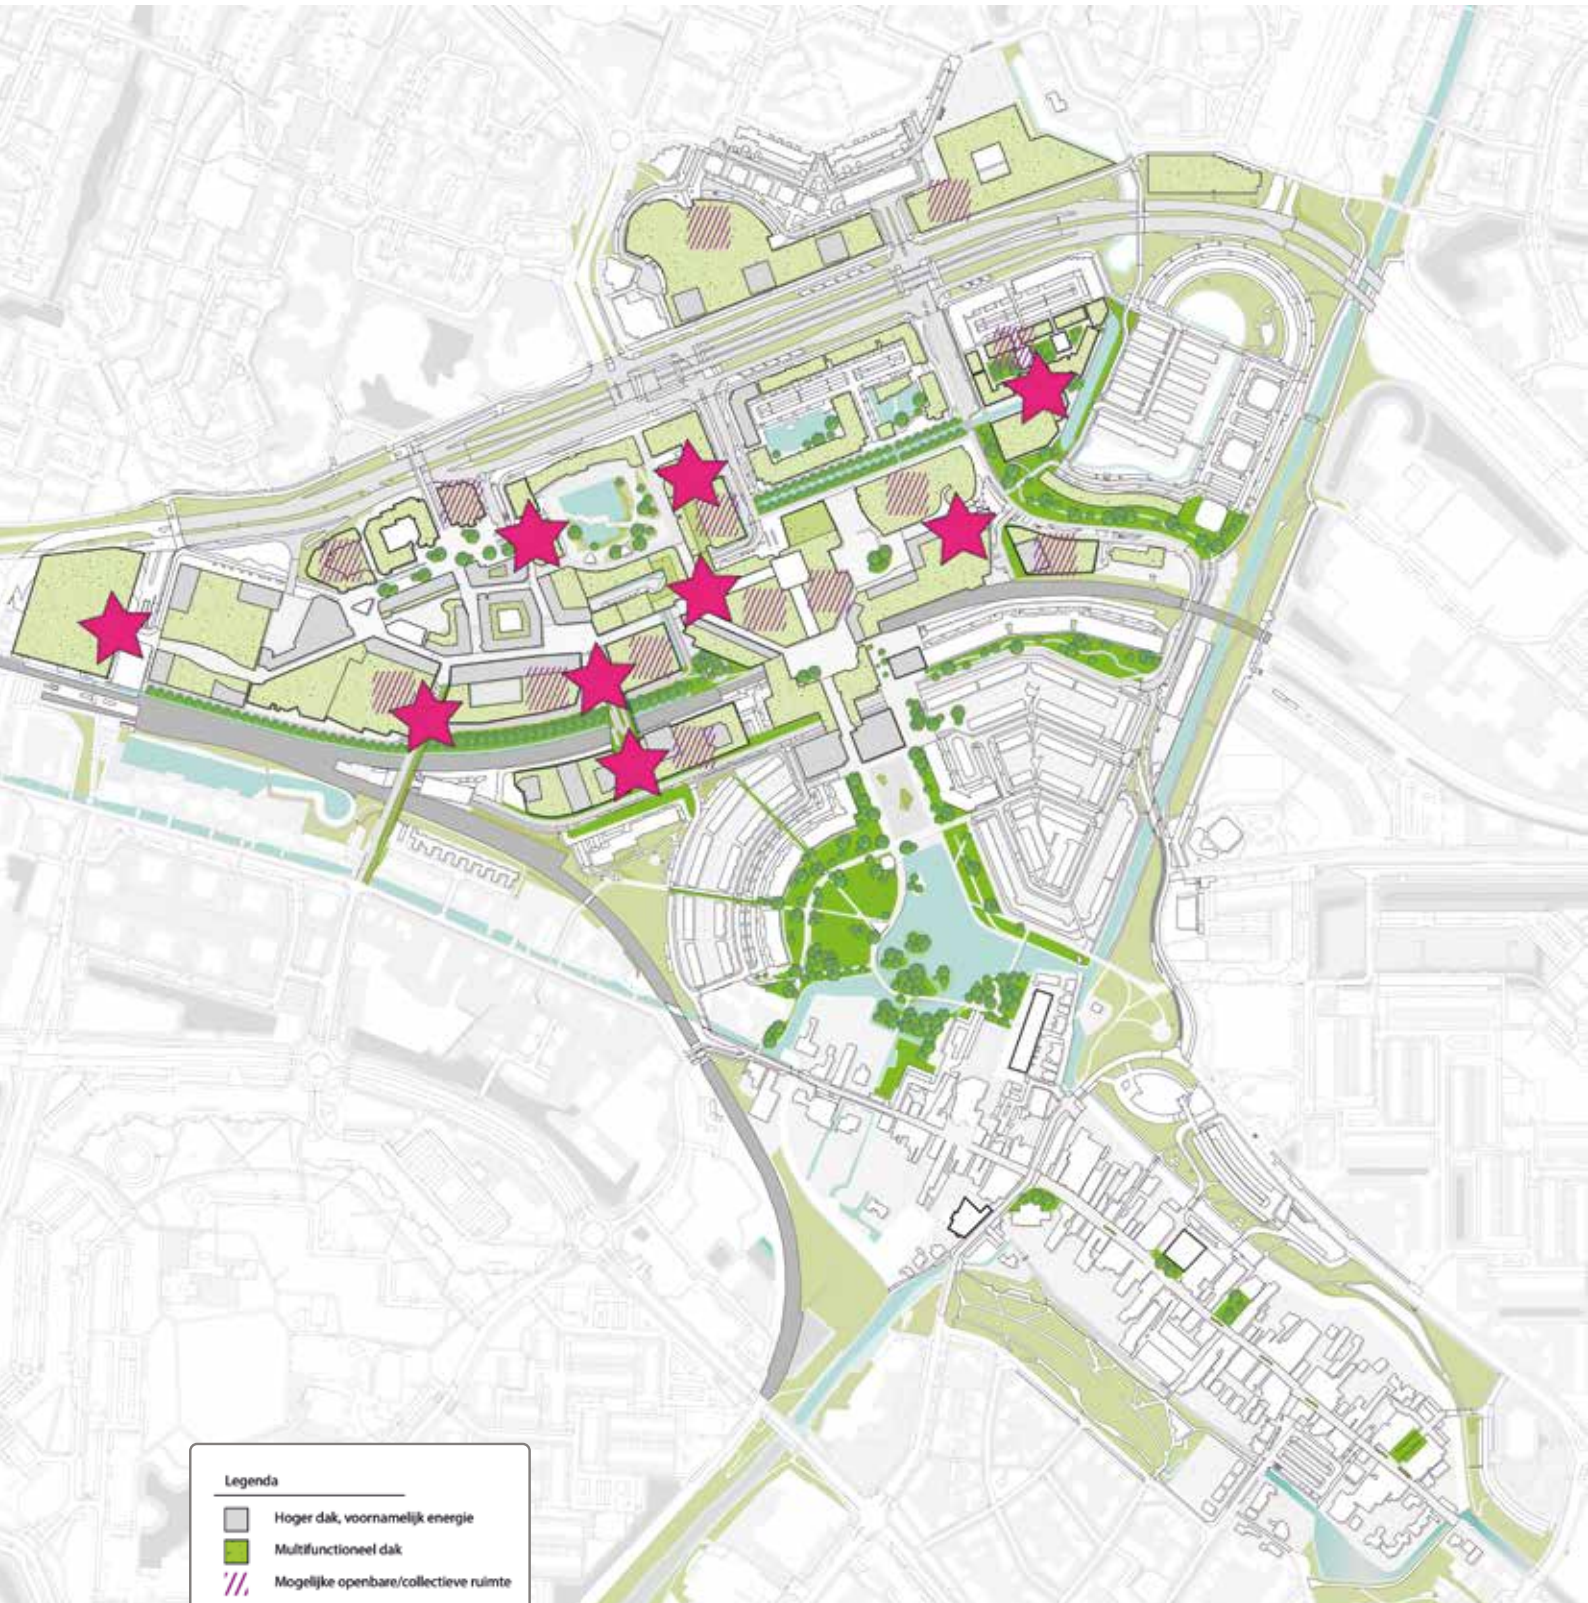 Legenda
Hoger dak, voornamelijk energie
Multifunctioneel dak
Mogelijke openbare/collectieve ruimte